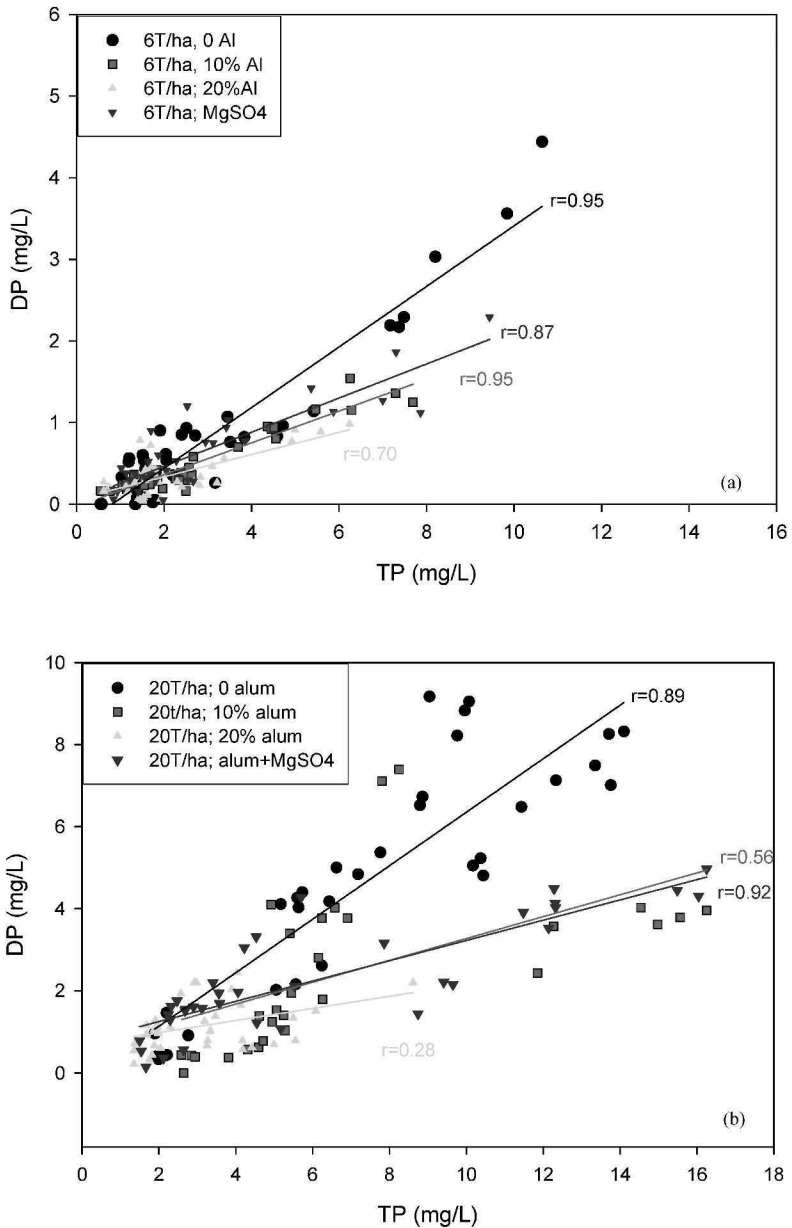 6
5
4
3
2
1
0
DP (mg/L)
6T/ha, 0 Al
6T/ha, 10% Al
6T/ha; 20%Al
6T/ha; MgSO4
r=0.95
r=0.87
r=0.95
r=0.70
(a)
0 2 4 6 8 10 12 14 16
TP (mg/L)
10
8
6
4
2
0
DP (mg/L)
20T/ha; 0 alum
20t/ha; 10% alum
20T/ha; 20% alum
20T/ha; alum+MgSO4
r=0.89
r=0.56
r=0.92
r=0.28
(b)
0 2 4 6 8 10 12 14 16 18
TP (mg/L)